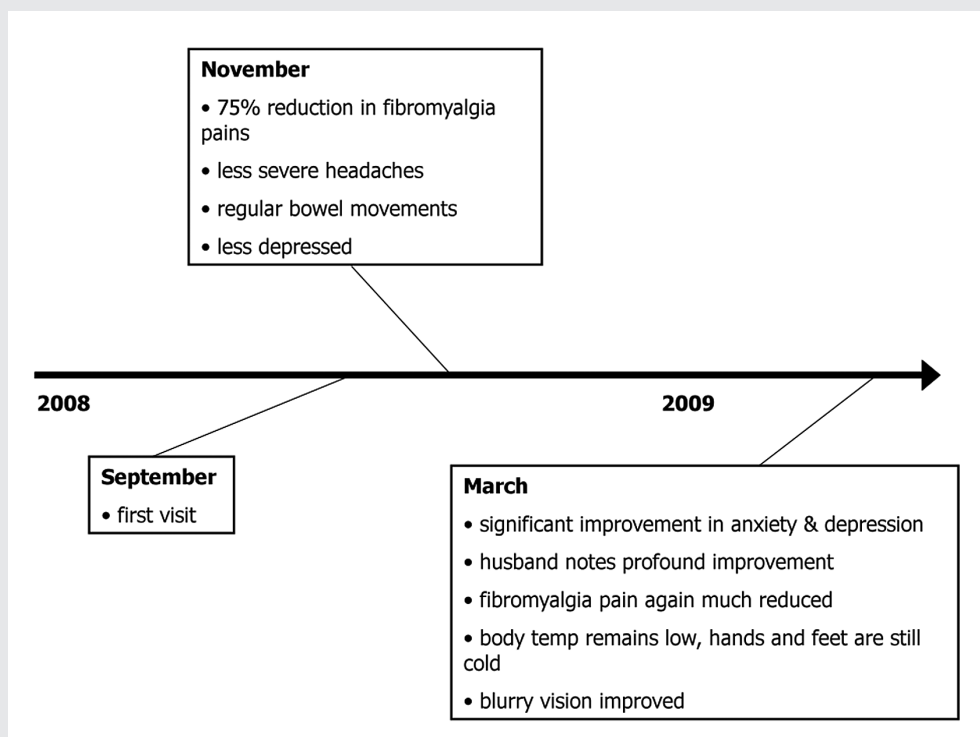 November
• 75% reduction in fibromyalgia
pains
• less severe headaches
• regular bowel movements
• less depressed
2008
2009
September
• first visit
March
• significant improvement in anxiety & depression
• husband notes profound improvement
• fibromyalgia pain again much reduced
• body temp remains low, hands and feet are still
cold
• blurry vision improved